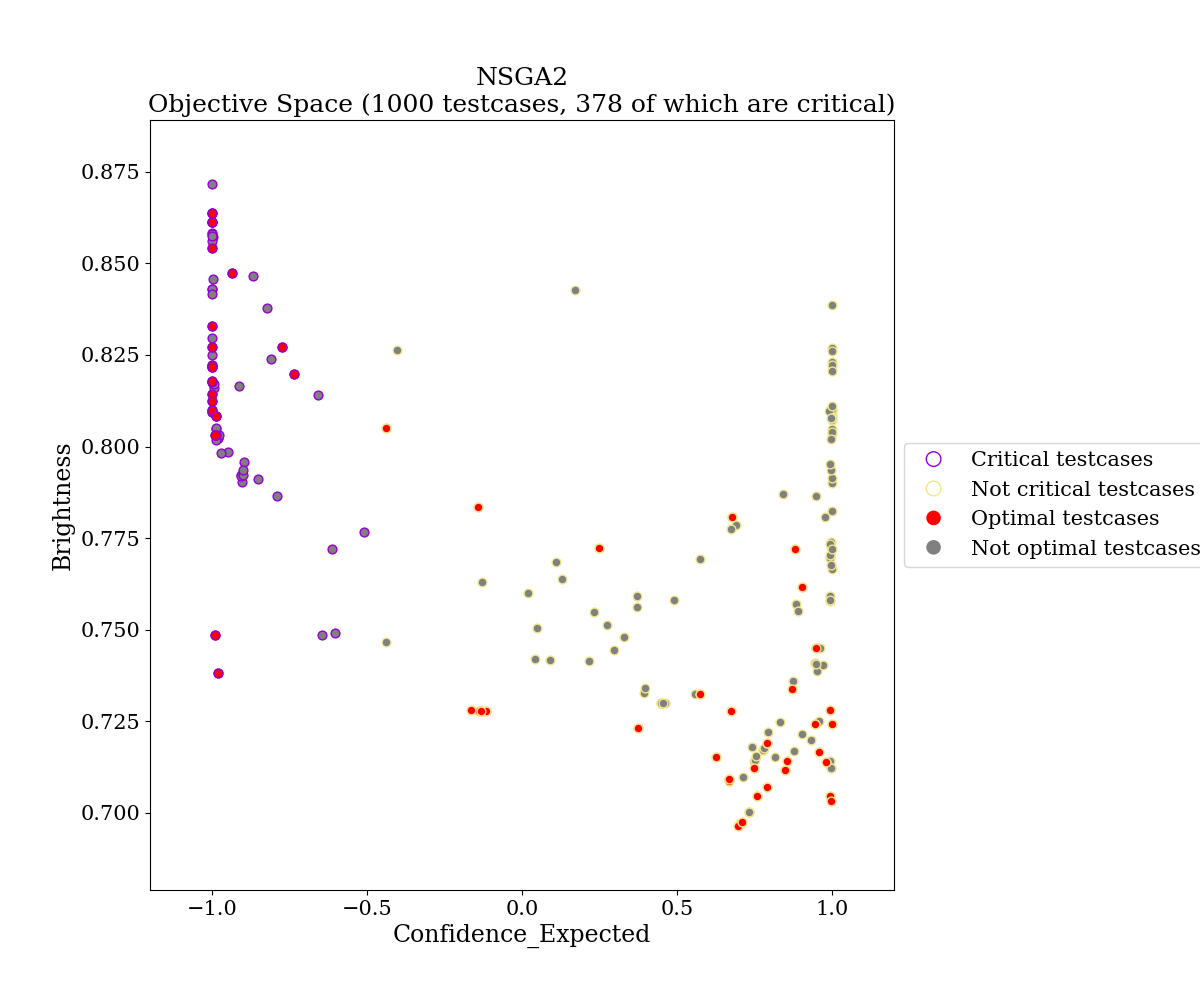 NSGA2
Objective Space (1000 testcases, 378 of which are critical)
0.875
0.850
0.825
0.800
0.775
0.750
0.725
0.700
Brightness
−1.0
−0.5
0.0
0.5
1.0
Confidence_Expected
Critical testcases
Not critical testcases
Optimal testcases
Not optimal testcases